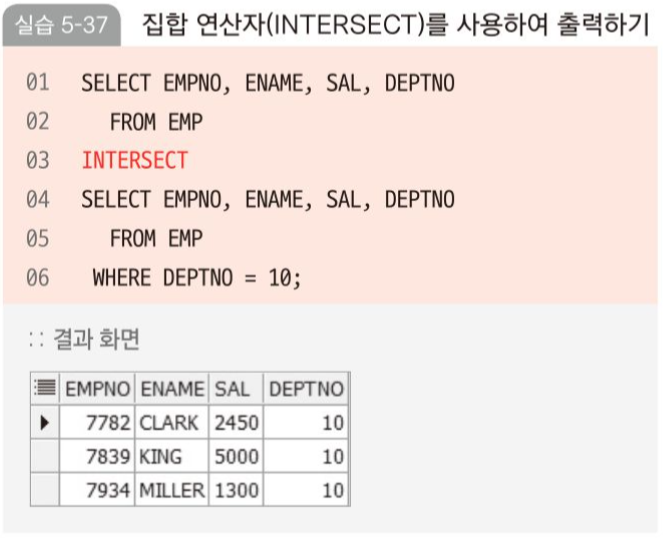 실습 5-37 집합 연산자(INTERSECT)를 사용하여 출력하기
01 SELECT EMPNO, ENAME, SAL, DEPTNO
02 FROM EMP
03 INTERSECT
04 SELECT EMPNO, ENAME, SAL, DEPTNO
05 FROM EMP
06 WHERE DEPTNO = 10;
:: 결과 화면
EMPNO ENAME SAL DEPTNO
7782 CLARK 2450 10
7839 KING 5000 10
7934 MILLER 1300 10